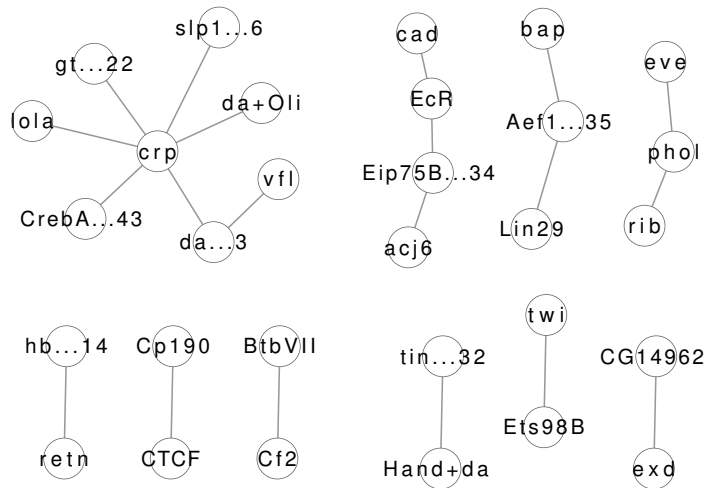 slp1...6
gt...22
da+Oli
lola
crp
vfl
CrebA...43
da...3
cad
EcR
Eip75B...34
acj6
bap
Aef1...35
Lin29
eve
phol
rib
hb...14
retn
Cp190
CTCF
BtbVII
Cf2
tin...32
Hand+da
twi
Ets98B
CG14962
exd